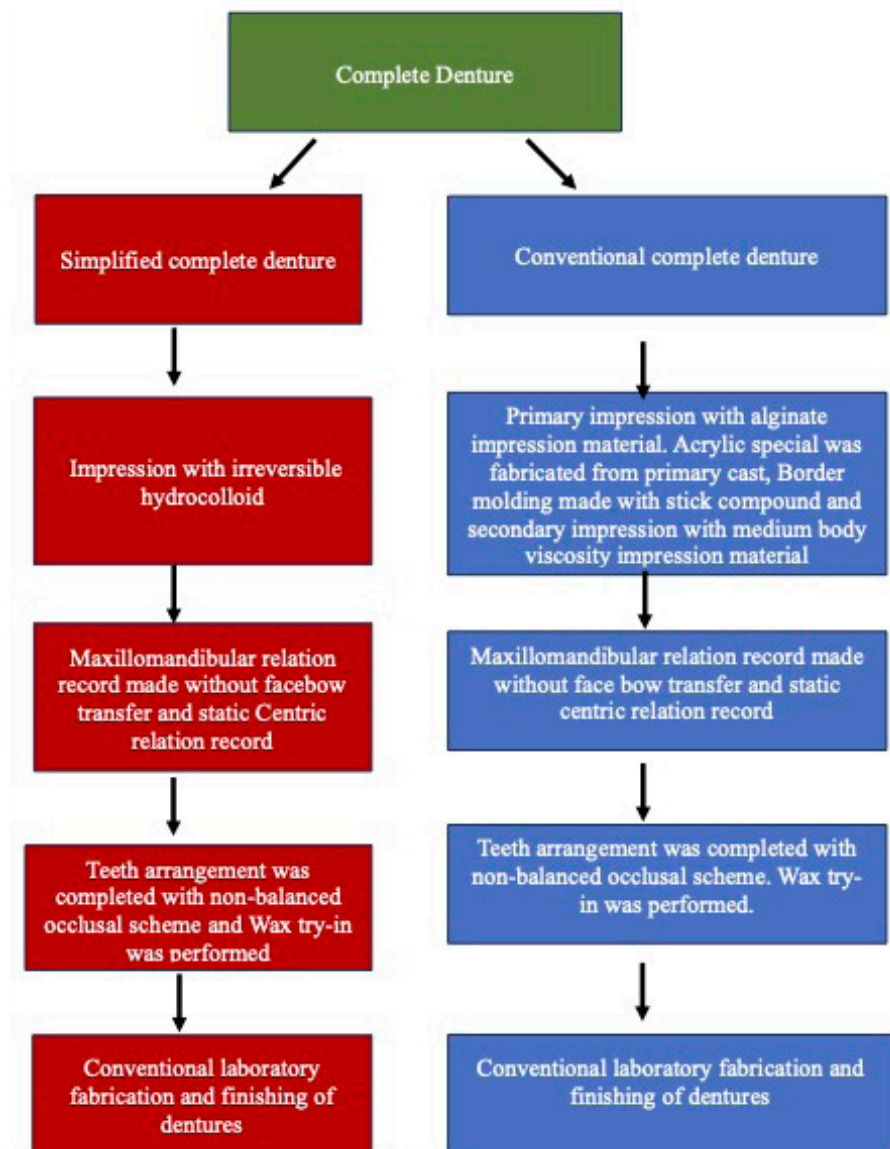 Complete Denture
Simplified complete denture
Conventional complete denture
Impression with irreversible
hydrocolloid
Primary impression with alginate
impression material. Acrylic special was
fabricated from primary cast, Border
molding made with stick compound and
secondary impression with medium body
viscosity impression material
Maxillomandibular relation
record made without facebow
transfer and static Centric
relation record
Maxillomandibular relation record made
without face bow transfer and static
centric relation record
Teeth arrangement was
completed with non-balanced
occlusal scheme and Wax try-in
was performed
Teeth arrangement was completed with
non-balanced occlusal scheme. Wax try-
in was performed.
Conventional laboratory
fabrication and finishing of
dentures
Conventional laboratory fabrication and
finishing of dentures